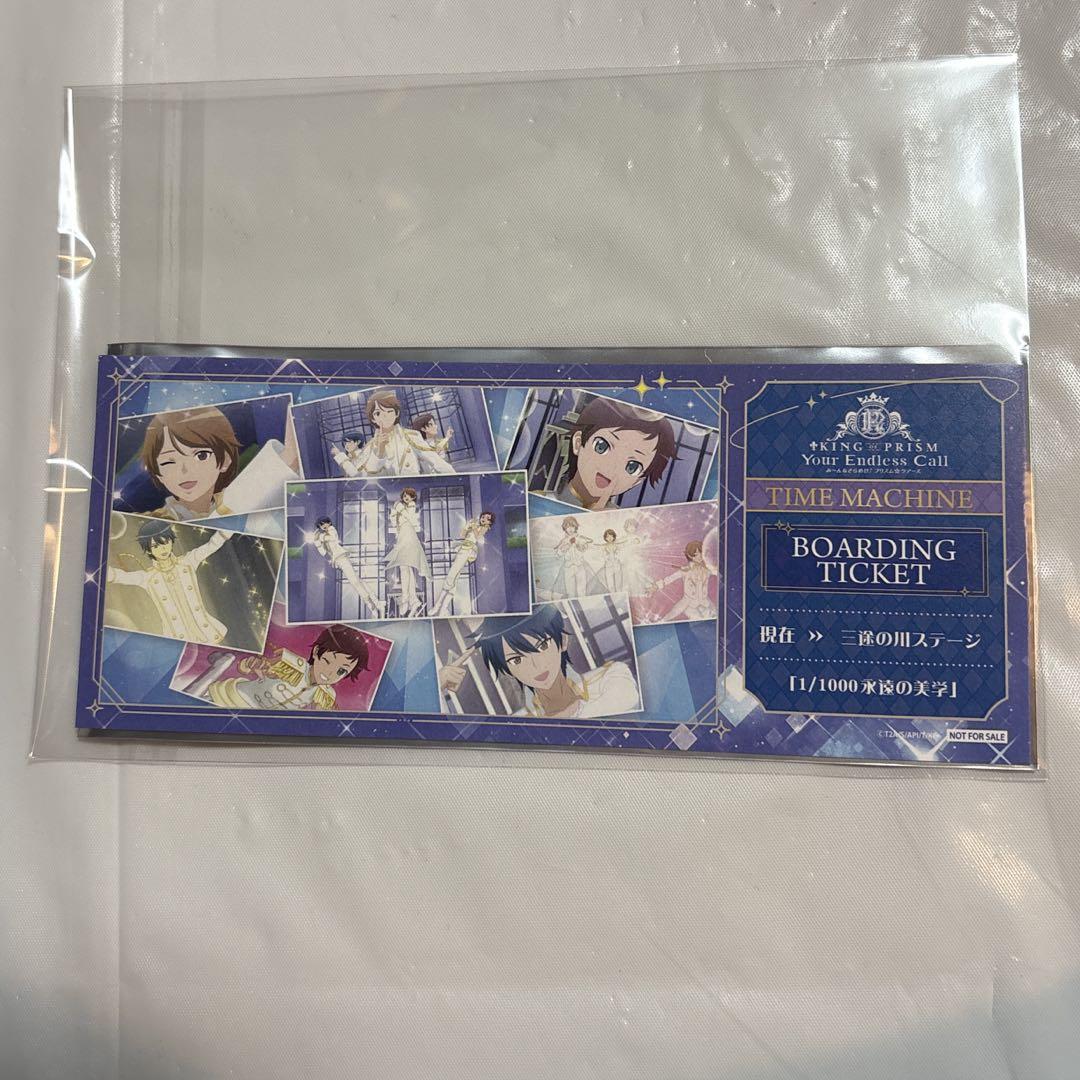 KING OF PRISM
Your Endless Call
み〜んなきらめけ!プリズム☆ツアーズ
TIME MACHINE
BOARDING
TICKET
現在 >> 三途の川ステージ
「1/1000永遠の美学」
NOT FOR SALE